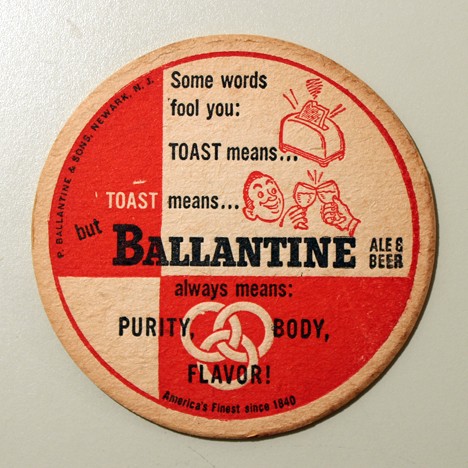 P. BALLANTINE & SONS, NEWARK, N. J.
Some words
fool you:
TOAST means...
TOAST means...
but BALLANTINE ALE & BEER
always means:
PURITY, BODY,
FLAVOR!
America's Finest since 1840